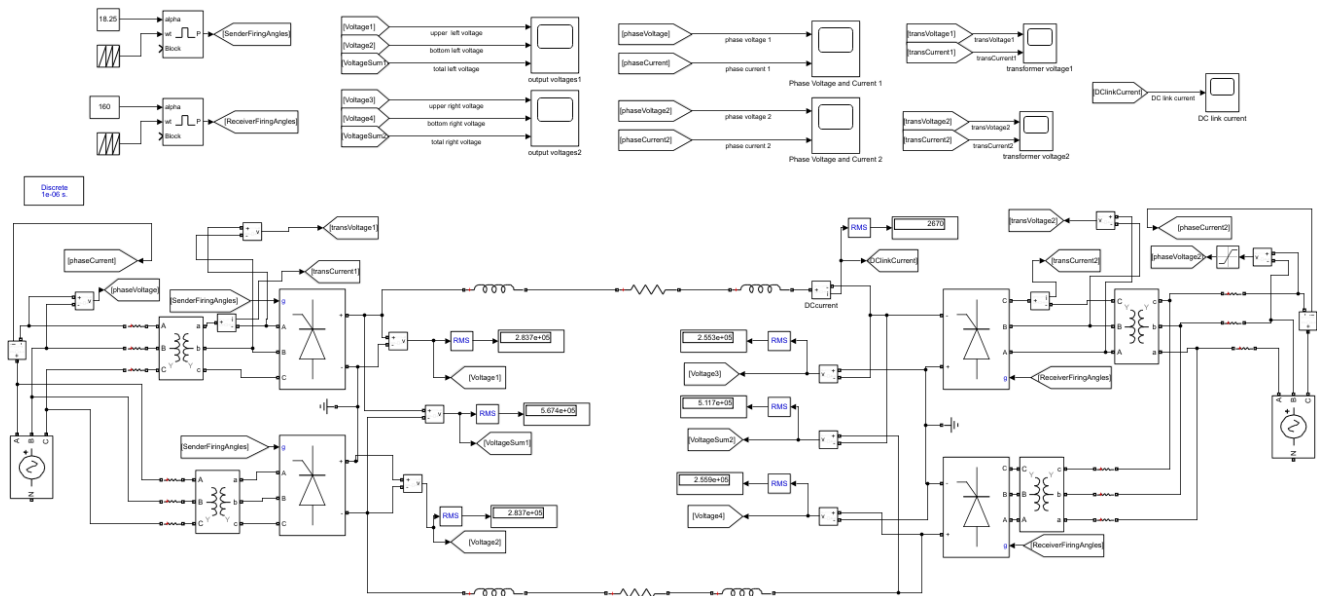 18.25
alpha
wt
Block
P
[SenderFiringAngles]
[Voltage1]
upper left voltage
[Voltage2]
bottom left voltage
[VoltageSum1]
total left voltage
output voltages1
[phaseVoltage]
phase voltage 1
[phaseCurrent]
phase current 1
Phase Voltage and Current 1
[transVoltage1]
transVoltage1
[transCurrent1]
transCurrent1
transformer voltage1
[DClinkCurrent]
DC link current
DC link current
160
alpha
wt
Block
P
[ReceiverFiringAngles]
[Voltage3]
upper right voltage
[Voltage4]
bottom right voltage
[VoltageSum2]
total right voltage
output voltages2
[phaseVoltage2]
phase voltage 2
[phaseCurrent2]
phase current 2
Phase Voltage and Current 2
[transVoltage2]
transVoltage2
[transCurrent2]
transCurrent2
transformer voltage2
Discrete
1e-06 s.
[transVoltage1]
[phaseCurrent]
[transCurrent1]
[phaseVoltage]
[SenderFiringAngles]
RMS
2670
[DClinkCurrent]
DCcurrent
[transVoltage2]
[phaseCurrent2]
[transCurrent2]
[phaseVoltage2]
A
B
C
a
b
c
Y
Y
g
A
B
C
+
-
v
RMS
2.837e+05
[Voltage1]
2.553e+05
RMS
[Voltage3]
RMS
5.674e+05
[VoltageSum1]
5.117e+05
RMS
[VoltageSum2]
C
B
A
g
C
B
A
c
b
a
Y
Y
[ReceiverFiringAngles]
A
B
C
N
[SenderFiringAngles]
A
B
C
a
b
c
Y
Y
g
A
B
C
+
-
v
RMS
2.837e+05
[Voltage2]
2.559e+05
RMS
[Voltage4]
C
B
A
g
C
B
A
c
b
a
Y
Y
[ReceiverFiringAngles]
A
B
C
N